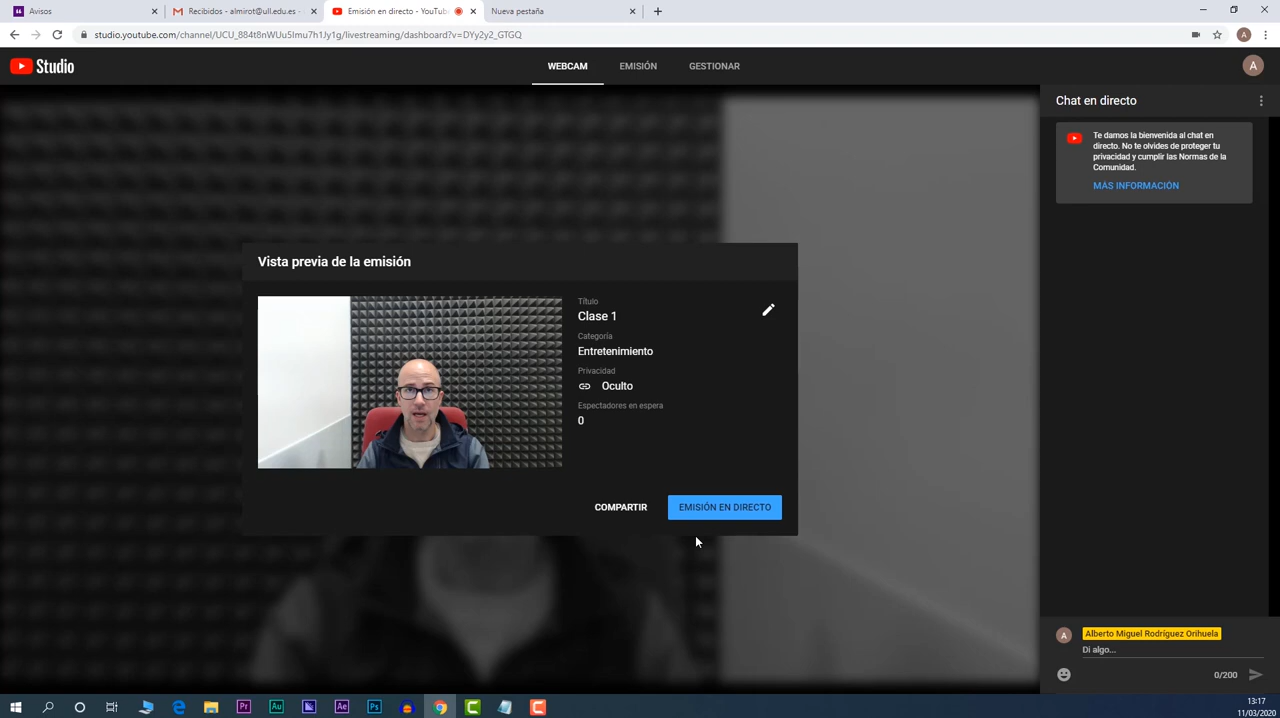 Avisos
Recibidos - almirot@ull.edu.es -
Emisión en directo - YouTub
Nueva pestaña
studio.youtube.com/channel/UCU_884t8nWUu5Imu7h1Jy1g/livestreaming/dashboard?v=DYy2y2_GTGQ
A
Studio
WEBCAM
EMISIÓN
GESTIONAR
A
Chat en directo
Te damos la bienvenida al chat en
directo. No te olvides de proteger tu
privacidad y cumplir las Normas de la
Comunidad.
MÁS INFORMACIÓN
Vista previa de la emisión
Título
Clase 1
Categoría
Entretenimiento
Privacidad
Oculto
Espectadores en espera
0
COMPARTIR
EMISIÓN EN DIRECTO
A
Alberto Miguel Rodríguez Orihuela
Di algo...
0/200
Pr
Au
Ae
Ps
13:17
11/03/2020